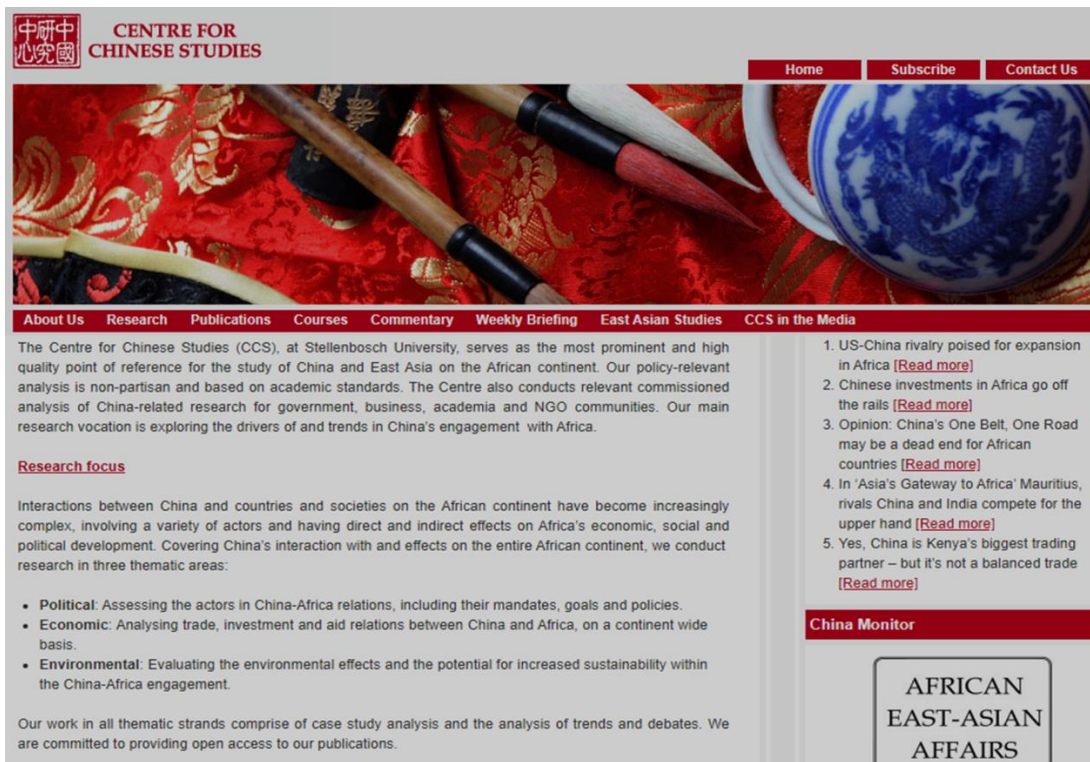 中研中
心究國
CENTRE FOR
CHINESE STUDIES
Home
Subscribe
Contact Us
About Us
Research
Publications
Courses
Commentary
Weekly Briefing
East Asian Studies
CCS in the Media
The Centre for Chinese Studies (CCS), at Stellenbosch University, serves as the most prominent and high
quality point of reference for the study of China and East Asia on the African continent. Our policy-relevant
analysis is non-partisan and based on academic standards. The Centre also conducts relevant commissioned
analysis of China-related research for government, business, academia and NGO communities. Our main
research vocation is exploring the drivers of and trends in China's engagement with Africa.
Research focus
Interactions between China and countries and societies on the African continent have become increasingly
complex, involving a variety of actors and having direct and indirect effects on Africa's economic, social and
political development. Covering China's interaction with and effects on the entire African continent, we conduct
research in three thematic areas:
• Political: Assessing the actors in China-Africa relations, including their mandates, goals and policies.
• Economic: Analysing trade, investment and aid relations between China and Africa, on a continent wide
basis.
• Environmental: Evaluating the environmental effects and the potential for increased sustainability within
the China-Africa engagement.
Our work in all thematic strands comprise of case study analysis and the analysis of trends and debates. We
are committed to providing open access to our publications.
1. US-China rivalry poised for expansion
in Africa [Read more]
2. Chinese investments in Africa go off
the rails [Read more]
3. Opinion: China's One Belt, One Road
may be a dead end for African
countries [Read more]
4. In 'Asia's Gateway to Africa' Mauritius,
rivals China and India compete for the
upper hand [Read more]
5. Yes, China is Kenya's biggest trading
partner – but it's not a balanced trade
[Read more]
China Monitor
AFRICAN
EAST-ASIAN
AFFAIRS